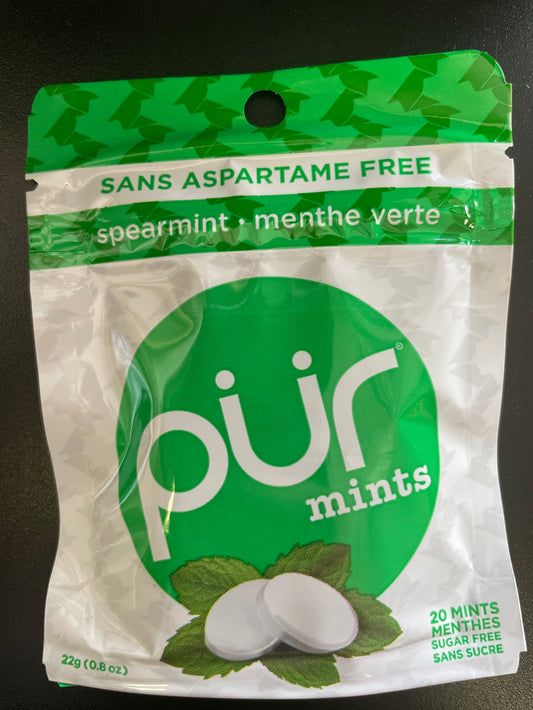 SANS ASPARTAME FREE
spearmint • menthe verte
pür®
mints
20 MINTS
MENTHES
SUGAR FREE
SANS SUCRE
22g (0.8 oz)